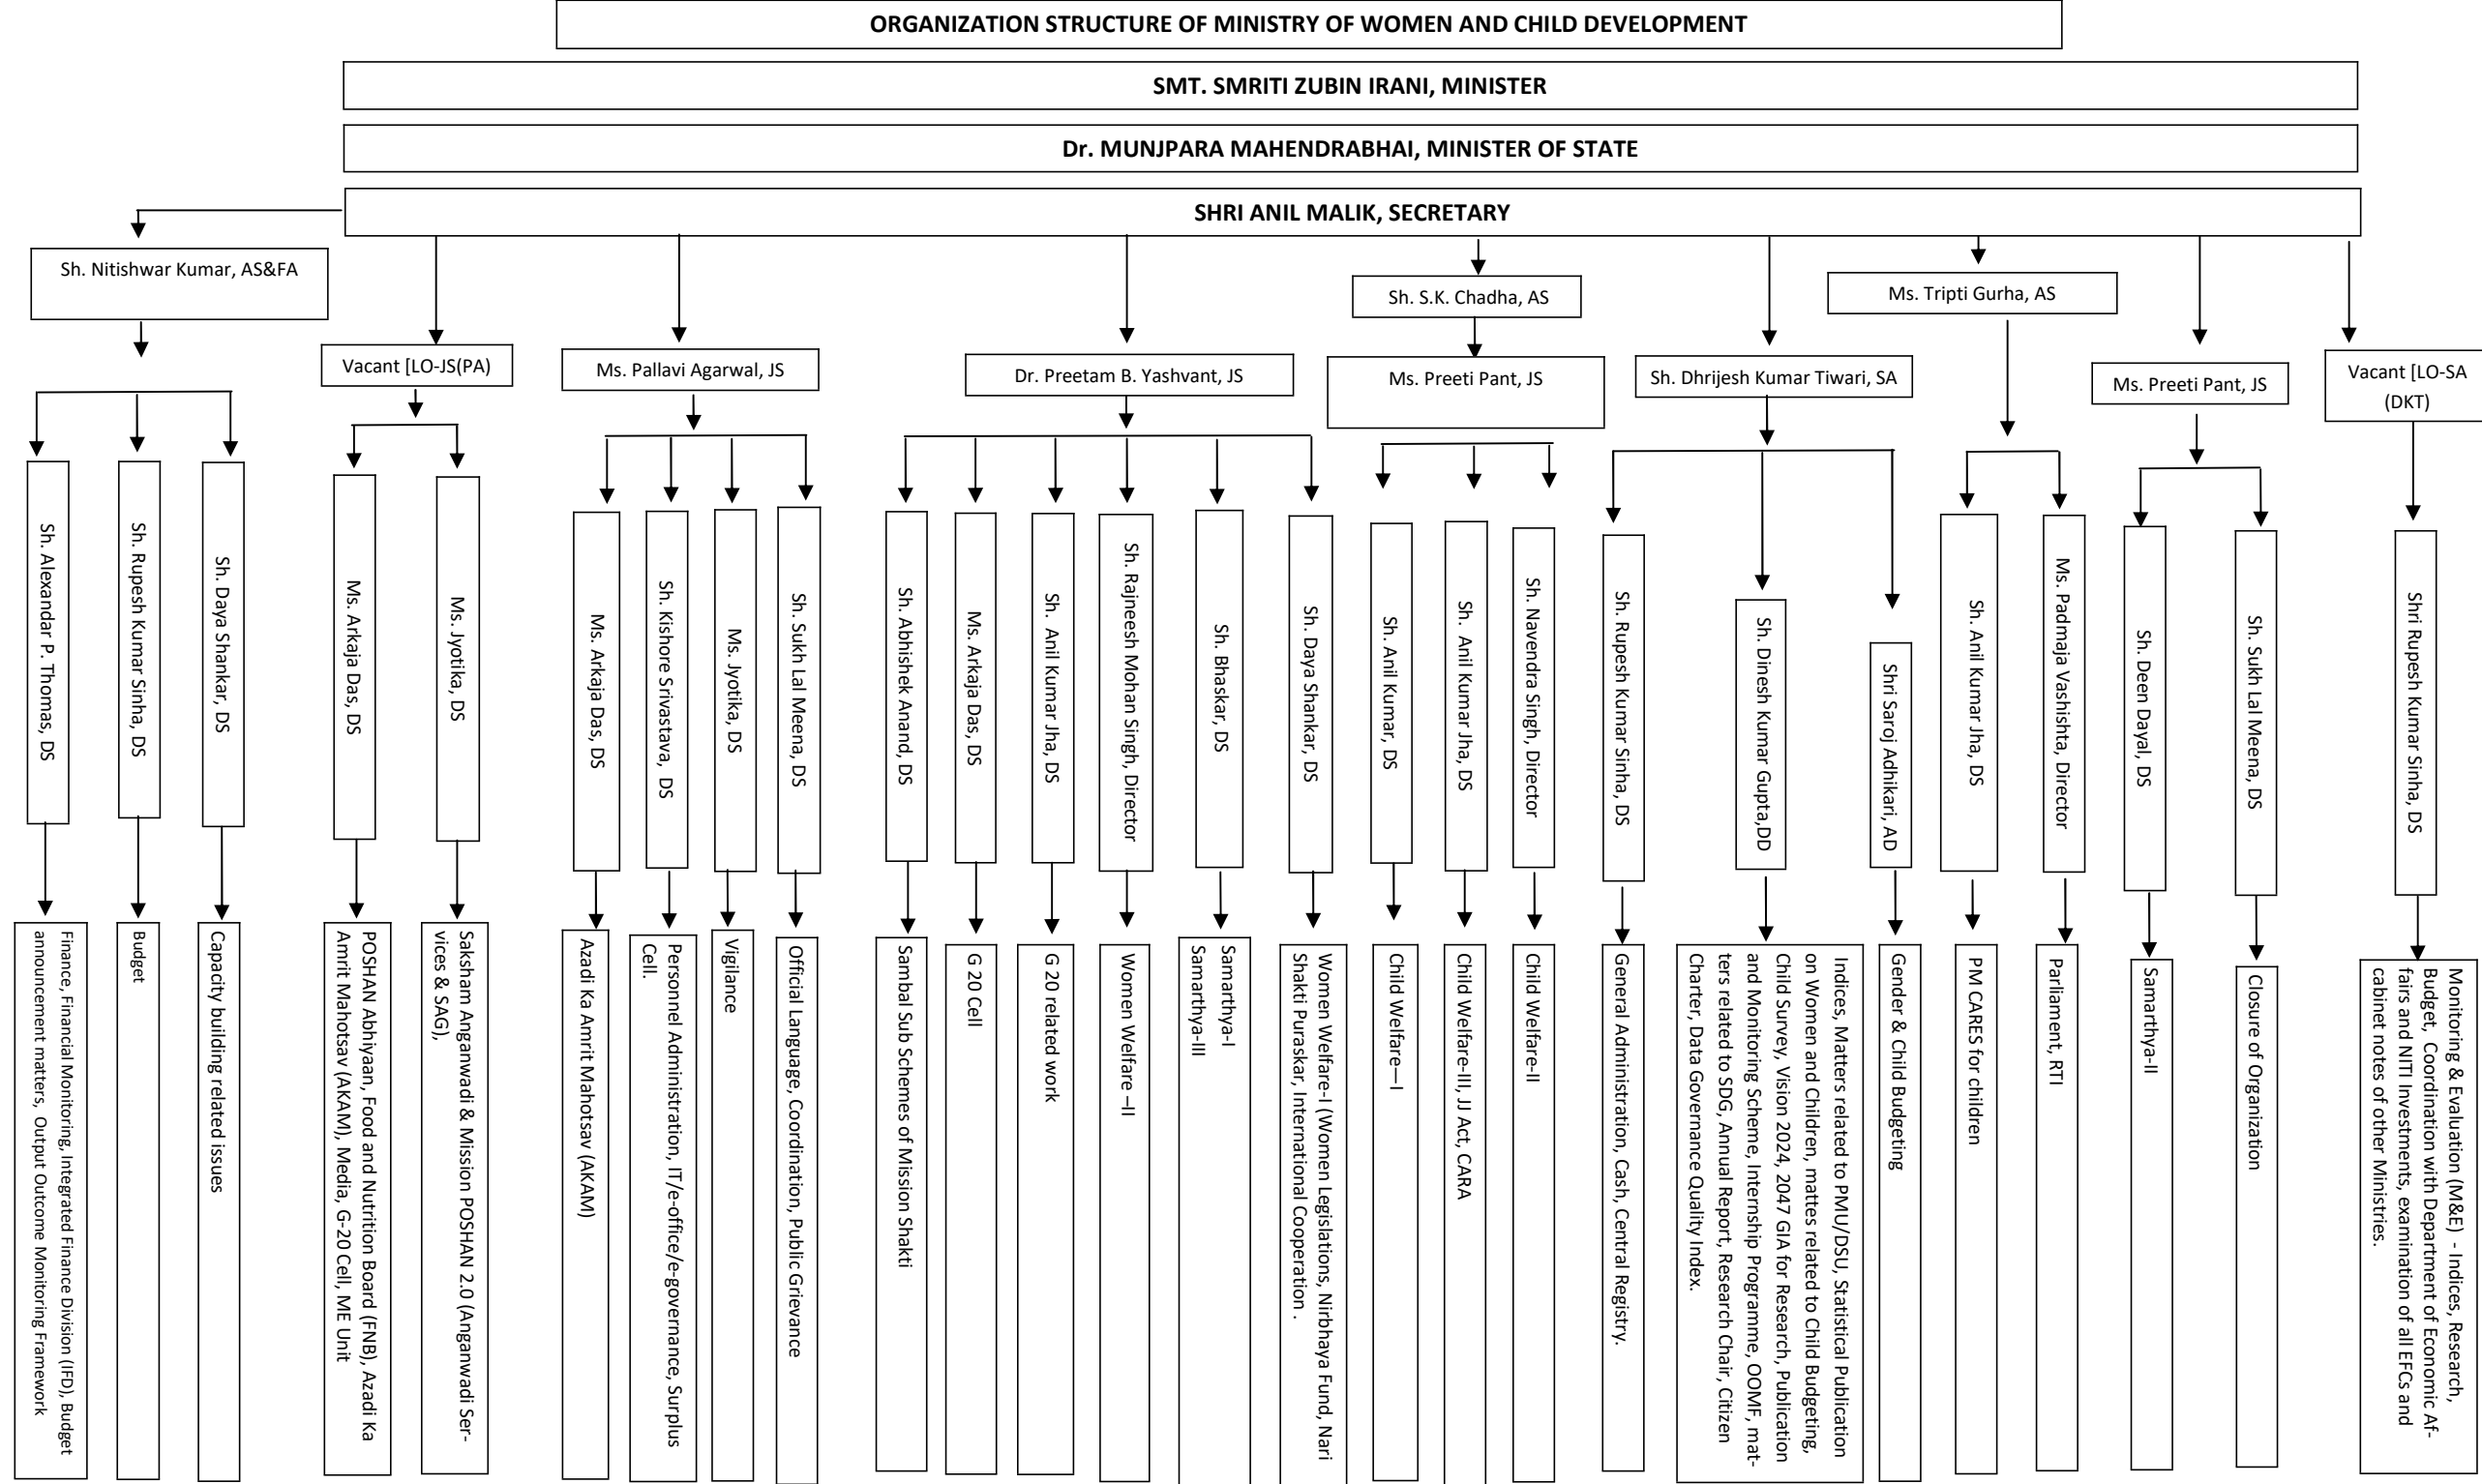 ORGANIZATION STRUCTURE OF MINISTRY OF WOMEN AND CHILD DEVELOPMENT
SMT. SMRITI ZUBIN IRANI, MINISTER
Dr. MUNJPARA MAHENDRABHAI, MINISTER OF STATE
SHRI ANIL MALIK, SECRETARY
Sh. Nitishwar Kumar, AS&FA
Sh. S.K. Chadha, AS
Ms. Tripti Gurha, AS
Vacant [LO-JS(PA)
Ms. Pallavi Agarwal, JS
Dr. Preetam B. Yashvant, JS
Ms. Preeti Pant, JS
Sh. Dhrijesh Kumar Tiwari, SA
Ms. Preeti Pant, JS
Vacant [LO-SA
(DKT)
Sh. Alexandar P. Thomas, DS
Sh. Rupesh Kumar Sinha, DS
Sh. Daya Shankar, DS
Ms. Arkaja Das, DS
Ms. Jyotika, DS
Ms. Arkaja Das, DS
Sh. Kishore Srivastava, DS
Ms. Jyotika, DS
Sh. Sukh Lal Meena, DS
Sh. Abhishek Anand, DS
Ms. Arkaja Das, DS
Sh. Anil Kumar Jha, DS
Sh. Rajneesh Mohan Singh, Director
Sh. Bhaskar, DS
Sh. Daya Shankar, DS
Sh. Anil Kumar, DS
Sh. Anil Kumar Jha, DS
Sh. Navendra Singh, Director
Sh. Rupesh Kumar Sinha, DS
Sh. Dinesh Kumar Gupta,DD
Shri Saroj Adhikari, AD
Sh. Anil Kumar Jha, DS
Ms. Padmaja Vashishta, Director
Sh. Deen Dayal, DS
Sh. Sukh Lal Meena, DS
Shri Rupesh Kumar Sinha, DS
Finance, Financial Monitoring, Integrated Finance Division (IFD), Budget
announcement matters, Output Outcome Monitoring Framework
Budget
Capacity building related issues
POSHAN Abhiyaan, Food and Nutrition Board (FNB), Azadi Ka
Amrit Mahotsav (AKAM), Media, G-20 Cell, ME Unit
Saksham Anganwadi & Mission POSHAN 2.0 (Anganwadi Ser-
vices & SAG),
Azadi Ka Amrit Mahotsav (AKAM)
Personnel Administration, IT/e-office/e-governance, Surplus
Cell.
Vigilance
Official Language, Coordination, Public Grievance
Sambal Sub Schemes of Mission Shakti
G 20 Cell
G 20 related work
Women Welfare –II
Samarthya-I
Samarthya-III
Women Welfare-I (Women Legislations, Nirbhaya Fund, Nari
Shakti Puraskar, International Cooperation .
Child Welfare—I
Child Welfare-III, JJ Act, CARA
Child Welfare-II
General Administration, Cash, Central Registry.
Indices, Matters related to PMU/DSU, Statistical Publication
on Women and Children, mattes related to Child Budgeting,
Child Survey, Vision 2024, 2047 GIA for Research, Publication
and Monitoring Scheme, Internship Programme, OOMF, mat-
ters related to SDG, Annual Report, Research Chair, Citizen
Charter, Data Governance Quality Index.
Gender & Child Budgeting
PM CARES for children
Parliament, RTI
Samarthya-II
Closure of Organization
Monitoring & Evaluation (M&E) - Indices, Research,
Budget, Coordination with Department of Economic Af-
fairs and NITI Investments, examination of all EFCs and
cabinet notes of other Ministries.